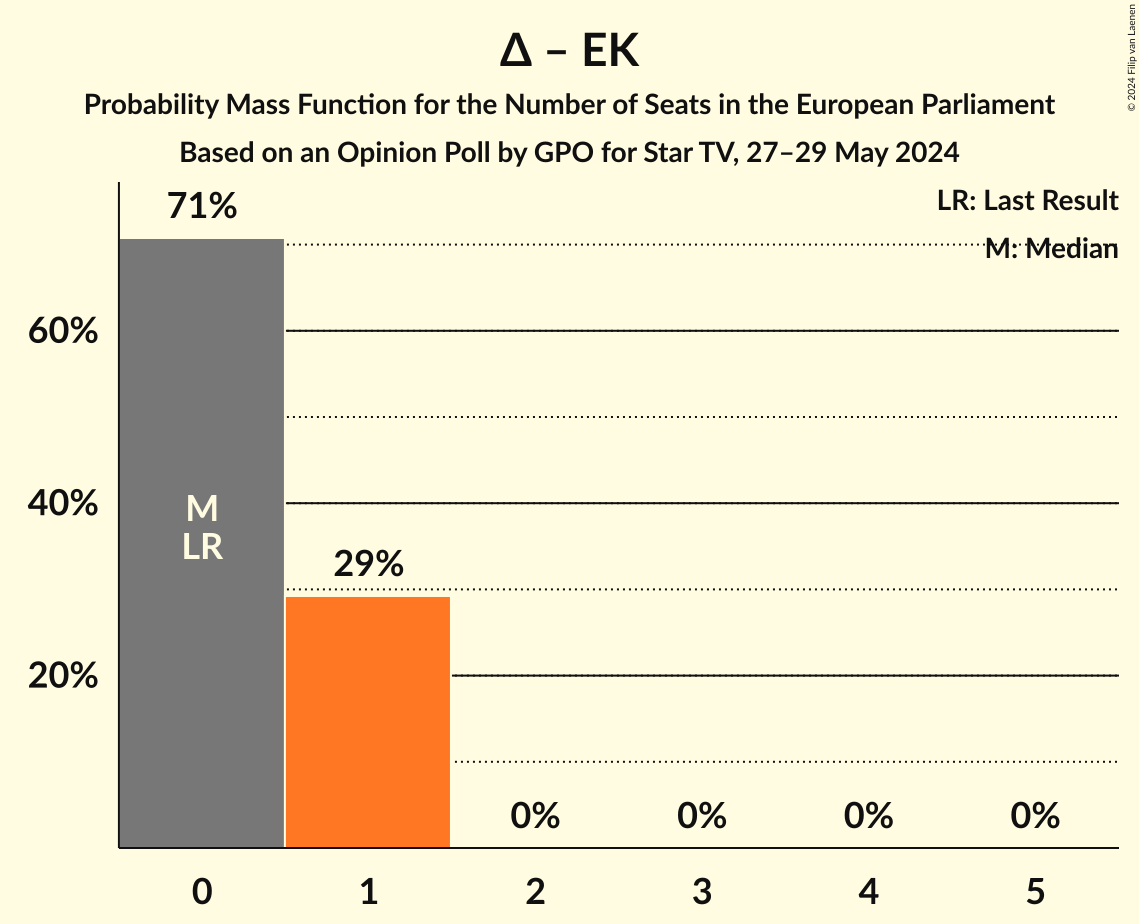 Δ – EK
Probability Mass Function for the Number of Seats in the European Parliament
Based on an Opinion Poll by GPO for Star TV, 27–29 May 2024
© 2024 Filip van Laenen
LR: Last Result
M: Median
71%
60%
40%
20%
M
LR
29%
0%
0%
0%
0%
0
1
2
3
4
5